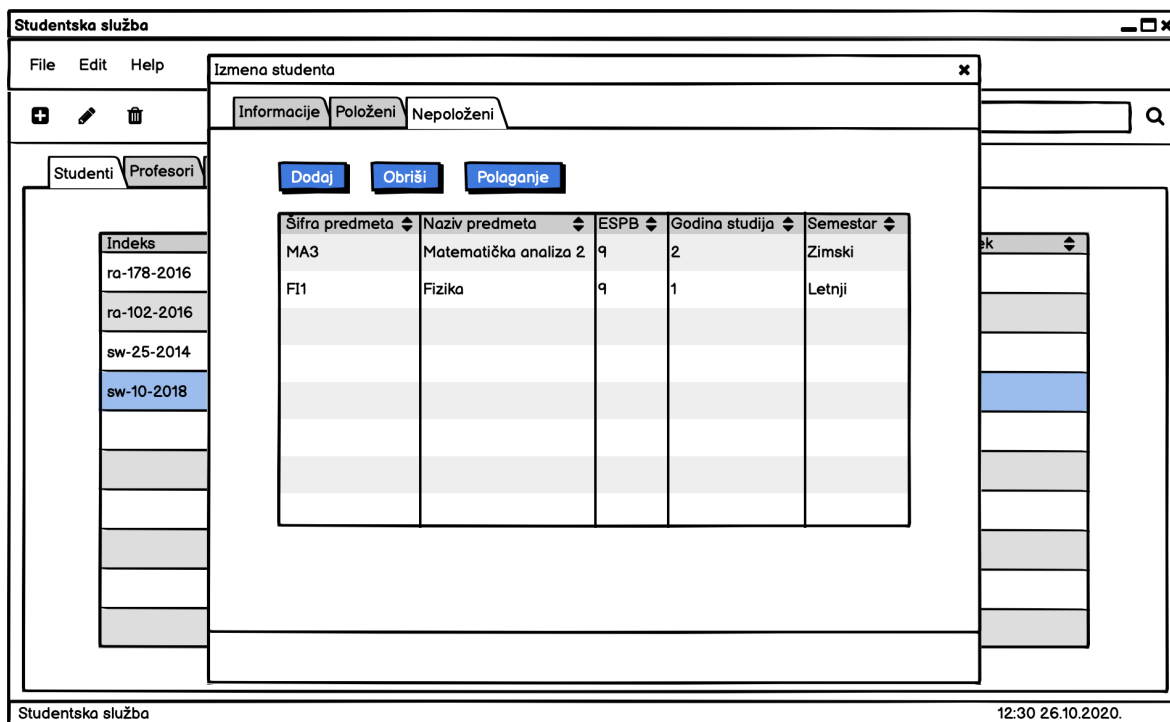 Studentska služba
File Edit Help
Izmena studenta
Informacije Položeni Nepoloženi
Studenti Profesori
Dodaj Obriši Polaganje
Šifra predmeta Naziv predmeta ESPB Godina studija Semestar
MA3 Matematička analiza 2 9 2 Zimski
FI1 Fizika 9 1 Letnji
Indeks ek
ra-178-2016
ra-102-2016
sw-25-2014
sw-10-2018
Studentska služba 12:30 26.10.2020.